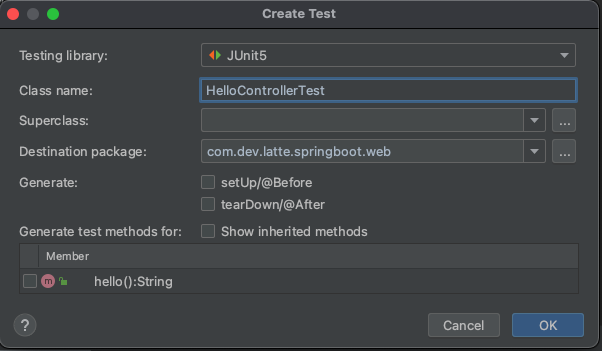 Create Test
Testing library: JUnit5
Class name: HelloControllerTest
Superclass: ...
Destination package: com.dev.latte.springboot.web ...
Generate: setUp/@Before
tearDown/@After
Generate test methods for: Show inherited methods
Member
m hello():String
? Cancel OK